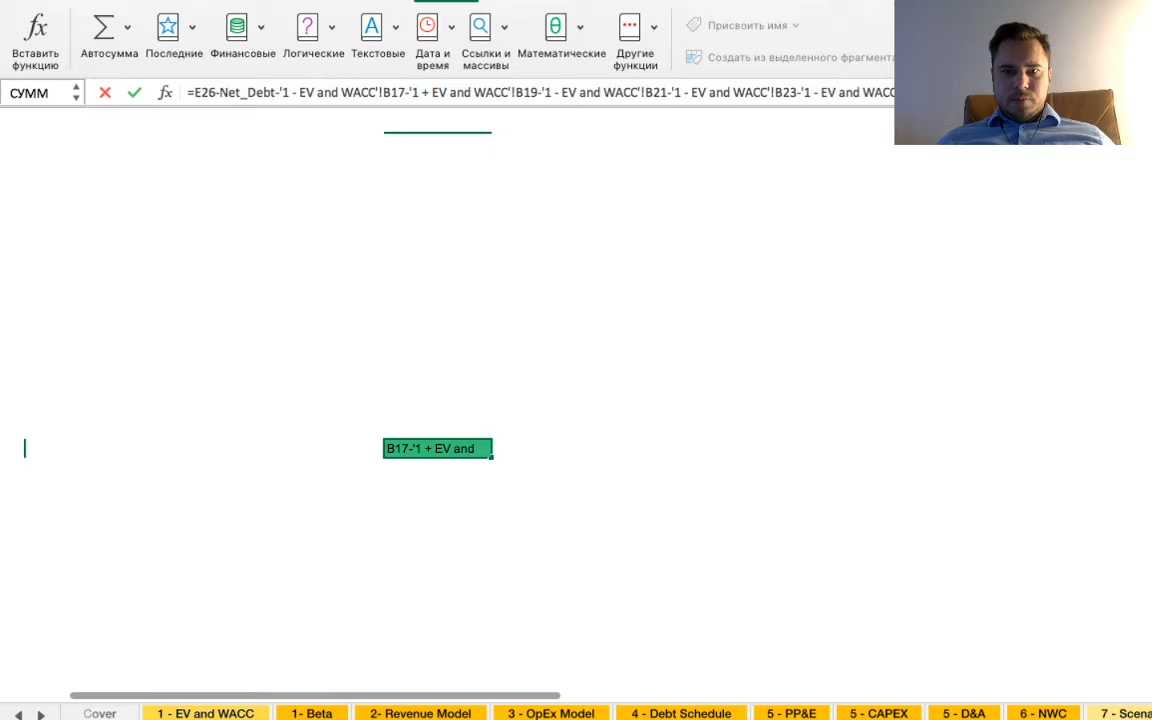 Вставить функцию
Автосумма
Последние
Финансовые
Логические
Текстовые
Дата и время
Ссылки и массивы
Математические
Другие функции
Присвоить имя
Создать из выделенного фрагмента
СУММ
fx
=E26-Net_Debt-'1 - EV and WACC'!B17-'1 + EV and WACC'!B19-'1 - EV and WACC'!B21-'1 - EV and WACC'!B23-'1 - EV and WACC
B17-'1 + EV and
Cover
1 - EV and WACC
1- Beta
2- Revenue Model
3 - OpEx Model
4 - Debt Schedule
5 - PP&E
5 - CAPEX
5 - D&A
6 - NWC
7 - Scena